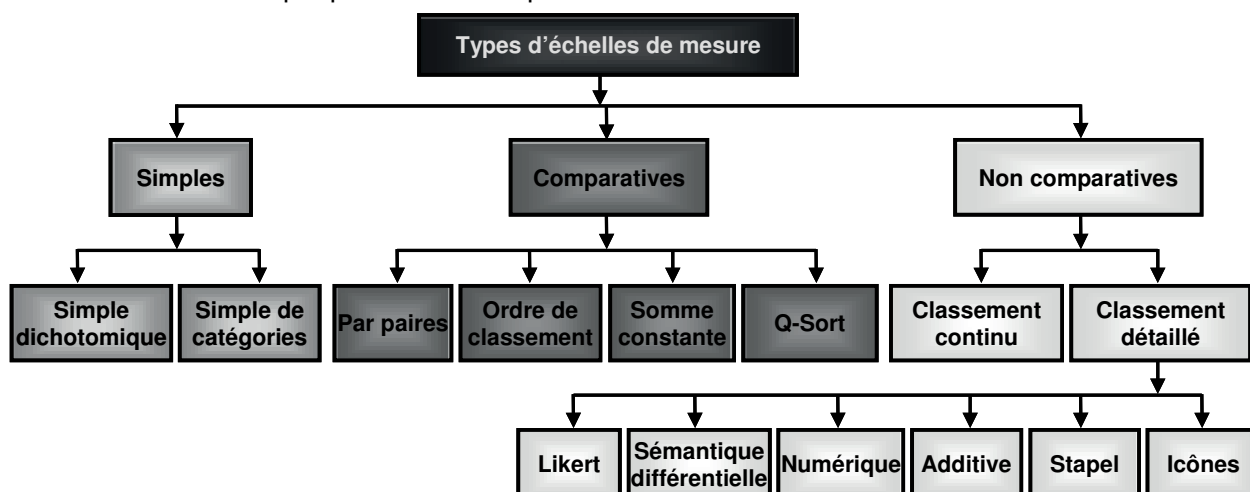 Types d’échelles de mesure
Simples
Comparatives
Non comparatives
Simple
dichotomique
Simple de
catégories
Par paires
Ordre de
classement
Somme
constante
Q-Sort
Classement
continu
Classement
détaillé
Likert
Sémantique
différentielle
Numérique
Additive
Stapel
Icônes